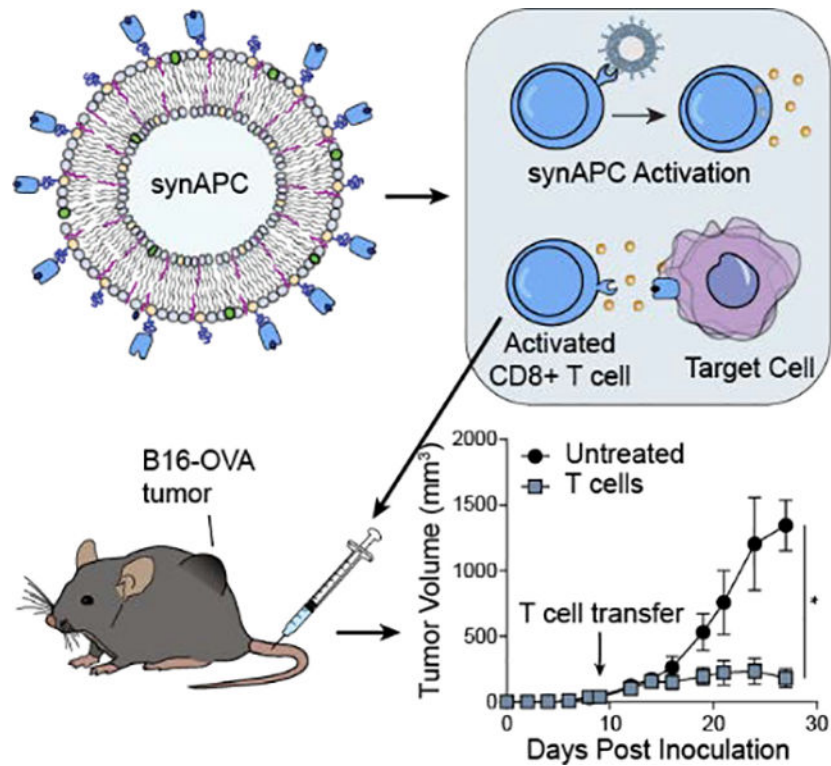 synAPC
synAPC Activation
Activated
CD8+ T cell
Target Cell
B16-OVA
tumor
Tumor Volume (mm³)
2000
1500
1000
500
0
Untreated
T cells
T cell transfer
*
0
10
20
30
Days Post Inoculation